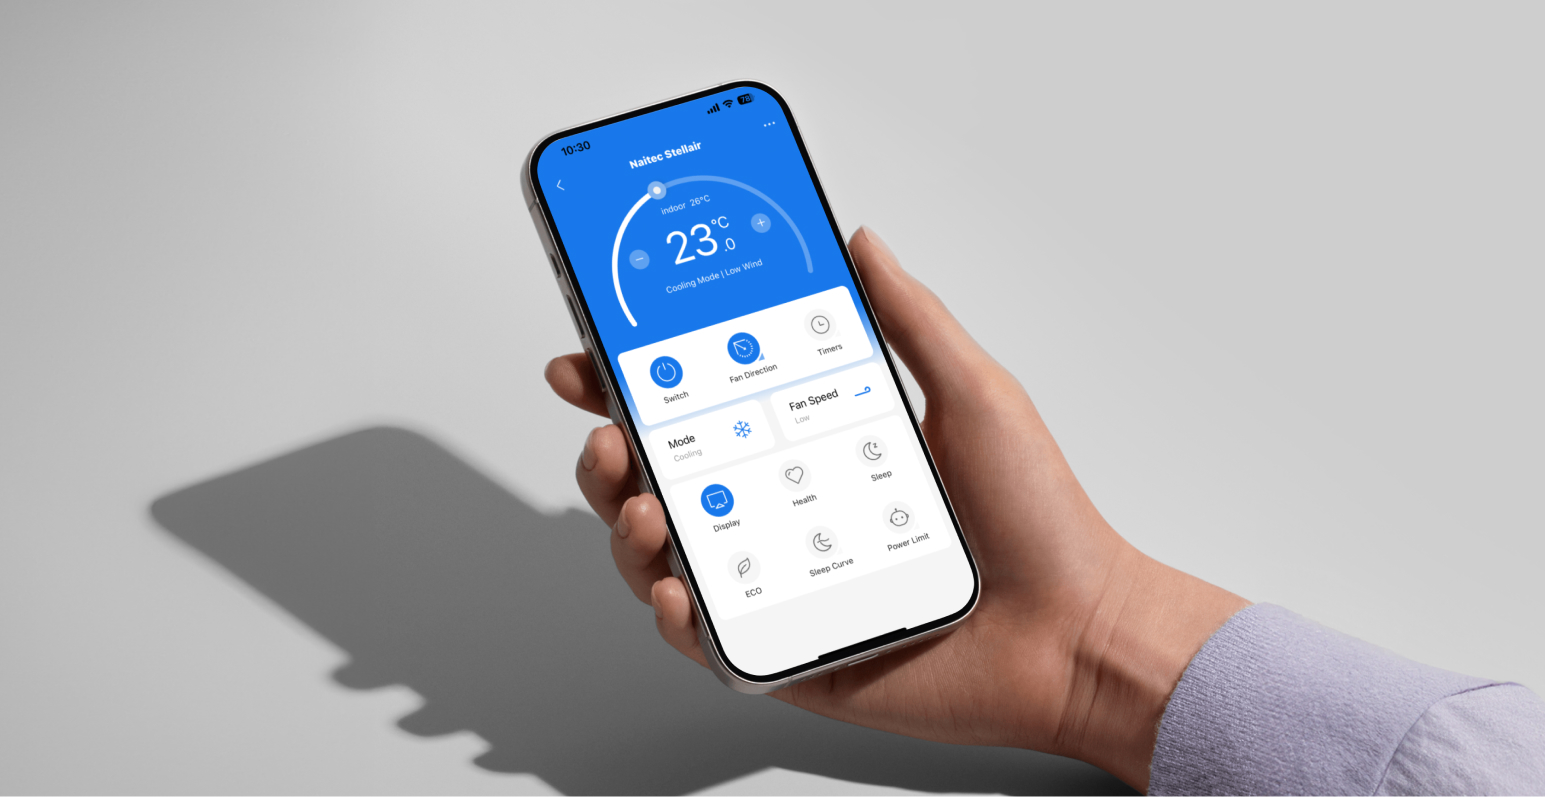 10:30
78
Naitec Stellair
indoor 26°C
23.0°C
Cooling Mode | Low Wind
Switch
Fan Direction
Timers
Mode
Cooling
Fan Speed
Low
Display
Health
Sleep
ECO
Sleep Curve
Power Limit